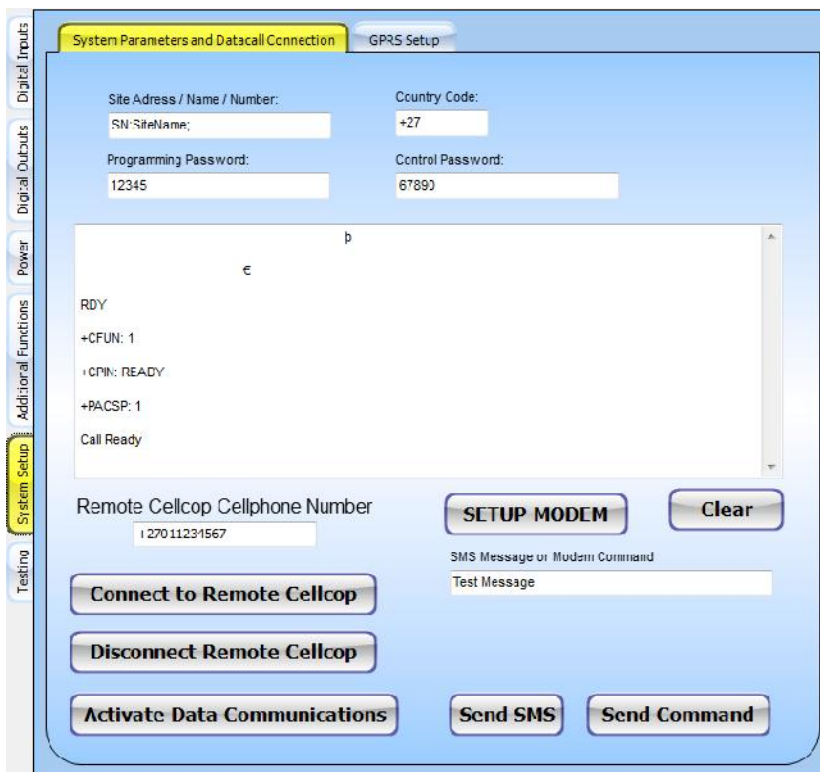 System Parameters and Datacall Connection
GPRS Setup
Digital Inputs
Digital Outputs
Power
Additional Functions
System Setup
Testing
Site Adress / Name / Number:
Country Code:
SN:SiteName;
+27
Programming Password:
Control Password:
12345
67890
þ
€
RDY
+CFUN: 1
+CPIN: READY
+PACSP: 1
Call Ready
Remote Cellcop Cellphone Number
+27011234567
SETUP MODEM
Clear
SMS Message or Modem Command
Test Message
Connect to Remote Cellcop
Disconnect Remote Cellcop
Activate Data Communications
Send SMS
Send Command